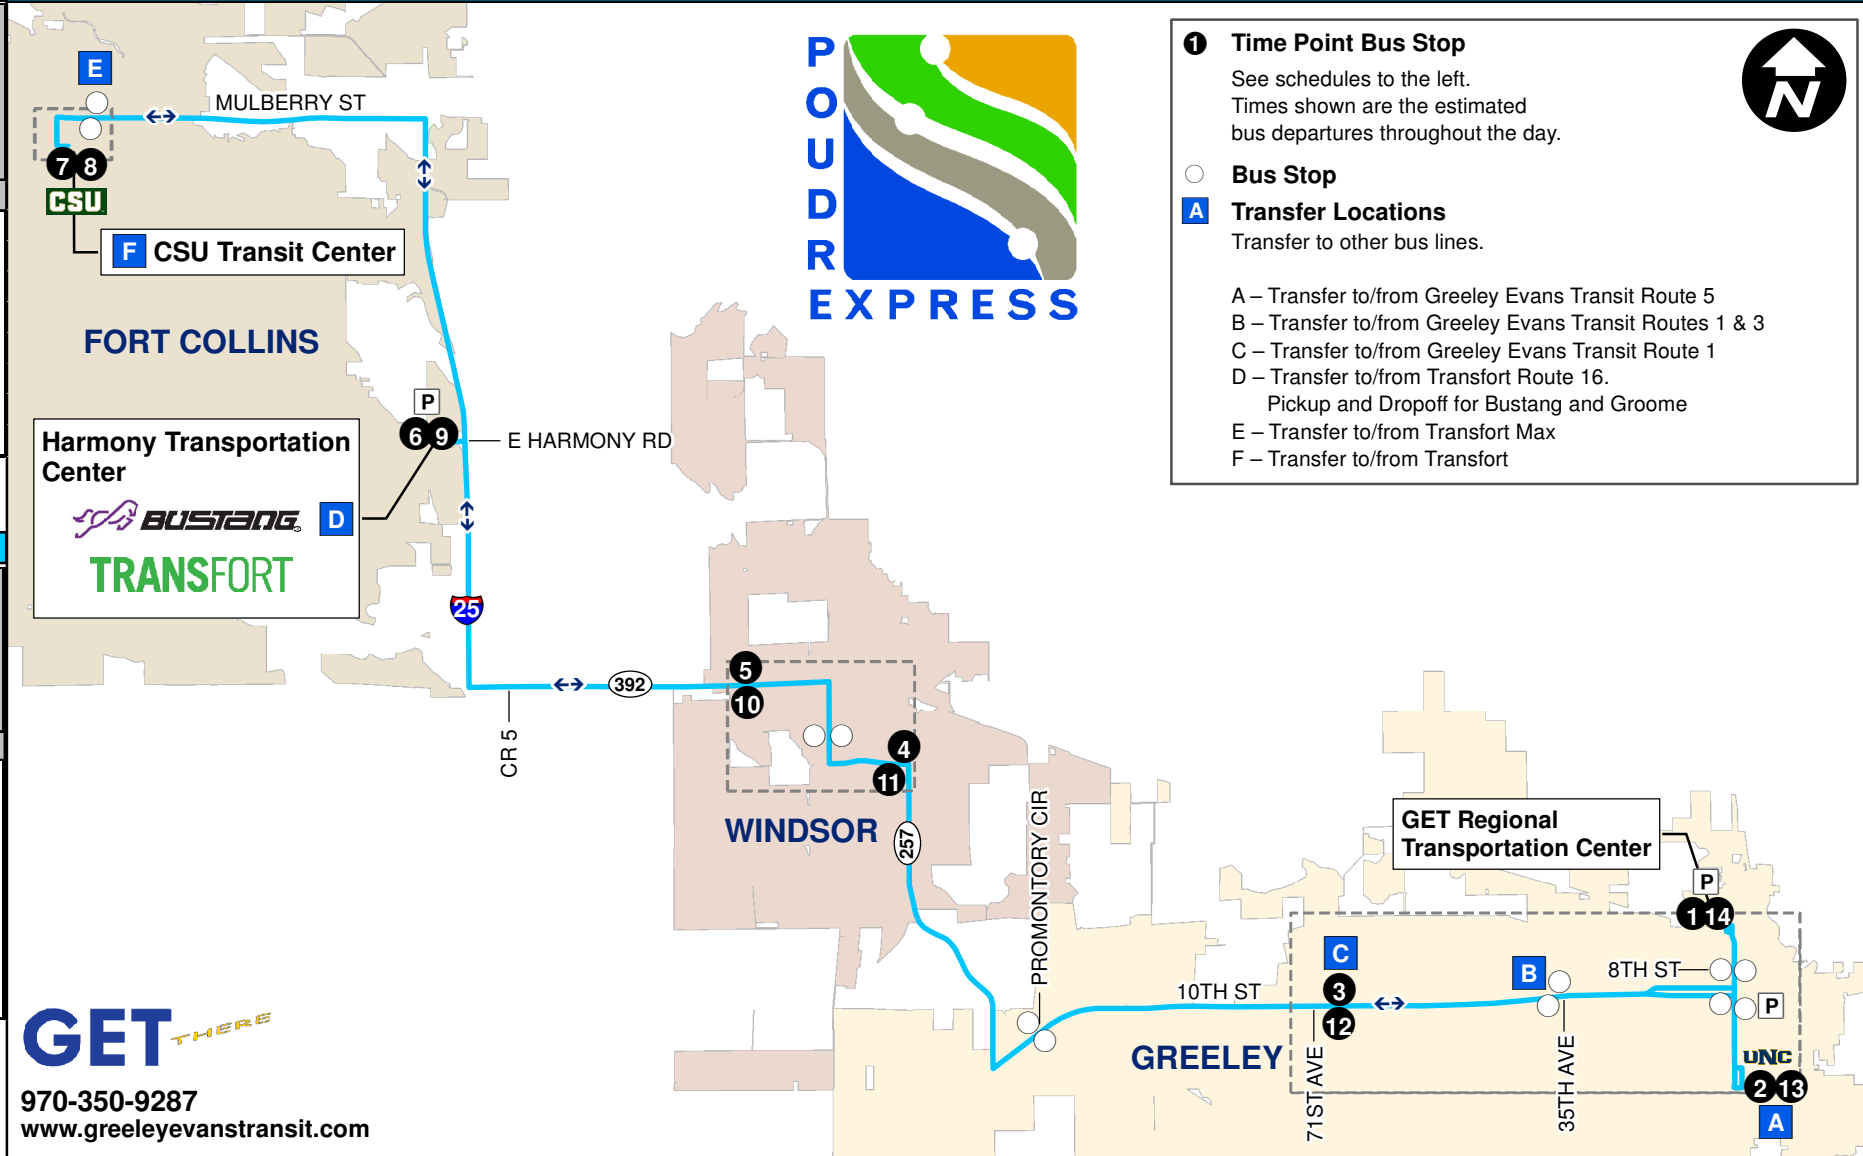 E
MULBERRY ST
7 8
CSU
F CSU Transit Center
FORT COLLINS
P
6 9
E HARMONY RD
Harmony Transportation
Center
BUSTANG
D
TRANSFORT
25
392
CR 5
5
10
4
11
WINDSOR
257
PROMONTORY CIR
POUDRE
EXPRESS
1 Time Point Bus Stop
See schedules to the left.
Times shown are the estimated
bus departures throughout the day.
Bus Stop
A Transfer Locations
Transfer to other bus lines.
A – Transfer to/from Greeley Evans Transit Route 5
B – Transfer to/from Greeley Evans Transit Routes 1 & 3
C – Transfer to/from Greeley Evans Transit Route 1
D – Transfer to/from Transfort Route 16.
Pickup and Dropoff for Bustang and Groome
E – Transfer to/from Transfort Max
F – Transfer to/from Transfort
N
GET Regional
Transportation Center
P
1 14
C
3
12
10TH ST
B
8TH ST
P
GREELEY
71ST AVE
35TH AVE
UNC
2 13
A
GET THERE
970-350-9287
www.greeleyevanstransit.com